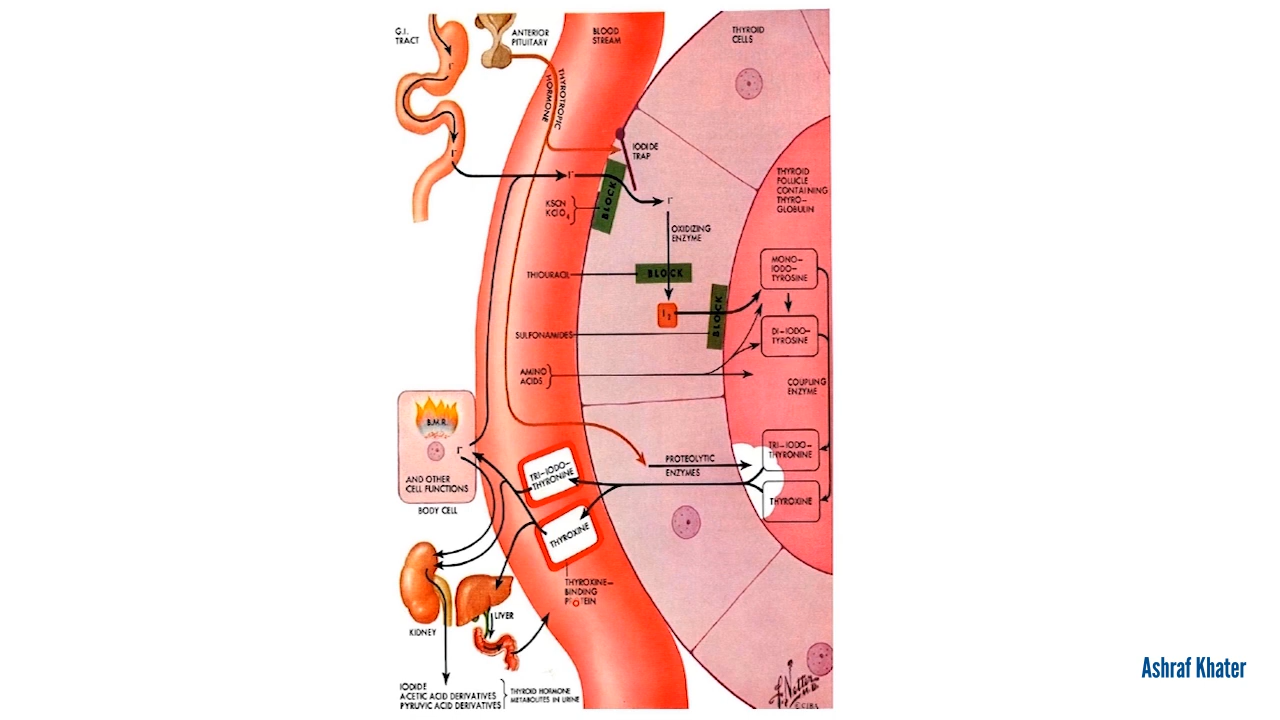 G.I.
TRACT
ANTERIOR
PITUITARY
BLOOD
STREAM
THYROID
CELLS
THYROTROPIC
HORMONE
I⁻
I⁻
IODIDE
TRAP
I⁻
I⁻
KSCN
KClO4
BLOCK
OXIDIZING
ENZYME
THYROID
FOLLICLE
CONTAINING
THYRO-
GLOBULIN
THIOURACIL
BLOCK
MONO-
IODO-
TYROSINE
I2
BLOCK
SULFONAMIDES
DI-IODO-
TYROSINE
AMINO
ACIDS
COUPLING
ENZYME
B.M.R.
I⁻
AND OTHER
CELL FUNCTIONS
BODY CELL
TRI-IODO-
THYRONINE
PROTEOLYTIC
ENZYMES
TRI-IODO-
THYRONINE
THYROXINE
THYROXINE
THYROXINE-
BINDING
PROTEIN
KIDNEY
LIVER
IODIDE
ACETIC ACID DERIVATIVES
PYRUVIC ACID DERIVATIVES
THYROID HORMONE
METABOLITES IN URINE
F. Netter
M.D.
©CIBA
Ashraf Khater